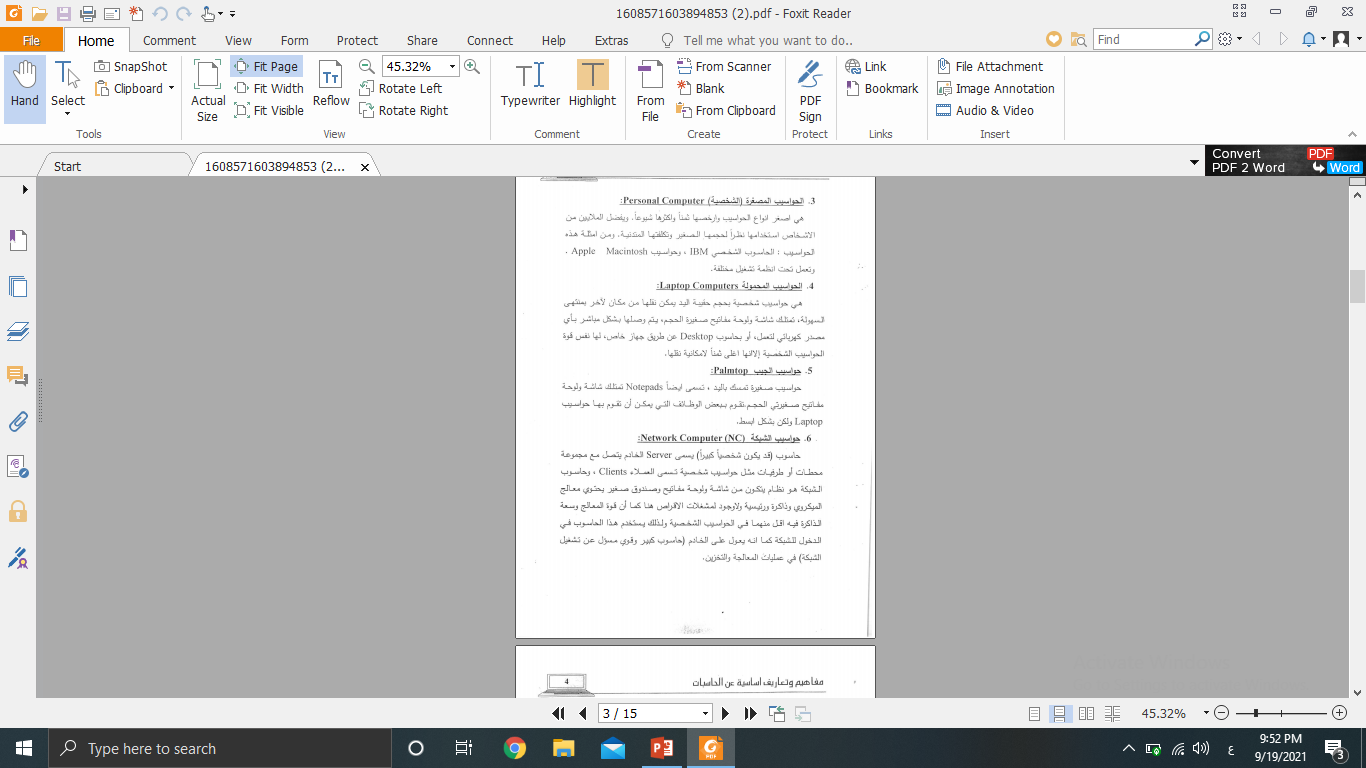 1608571603894853 (2).pdf - Foxit Reader
File Home Comment View Form Protect Share Connect Help Extras Tell me what you want to do.. Find
Hand
Select
SnapShot
Clipboard
Tools
Actual Size
Fit Page
Fit Width
Fit Visible
Reflow
45.32%
Rotate Left
Rotate Right
View
Typewriter
Highlight
Comment
From File
From Scanner
Blank
From Clipboard
Create
PDF Sign
Protect
Link
Bookmark
Links
File Attachment
Image Annotation
Audio & Video
Insert
Start
1608571603894853 (2...
Convert PDF
PDF 2 Word Word
3. الحواسيب المصغرة (الشخصية) Personal Computer:
هي اصغر انواع الحواسيب وارخصها ثمناً واكثرها شيوعاً. ويفضل الملايين من
الاشخاص استخدامها نظراً لحجمها الصغير وتكلفتها المتدنية. ومن امثلة هذه
الحواسيب : الحاسوب الشخصي IBM ، وحواسيب Apple Macintosh .
وتعمل تحت انظمة تشغيل مختلفة.
4. الحواسيب المحمولة Laptop Computers:
هي حواسيب شخصية بحجم حقيبة اليد يمكن نقلها من مكان لآخر بمنتهى
السهولة، تمتلك شاشة ولوحة مفاتيح صغيرة الحجم، يتم وصلها بشكل مباشر بأي
مصدر كهربائي لتعمل، أو بحاسوب Desktop عن طريق جهاز خاص، لها نفس قوة
الحواسيب الشخصية إلاانها اغلى ثمناً لامكانية نقلها.
5. حواسيب الجيب Palmtop:
حواسيب صغيرة تمسك باليد ، تسمى ايضاً Notepads تمتلك شاشة ولوحة
مفاتيح صغيرتي الحجم.تقوم ببعض الوظائف التي يمكن أن تقوم بها حواسيب
Laptop ولكن بشكل ابسط.
6. حواسيب الشبكة Network Computer (NC):
حاسوب (قد يكون شخصياً كبيراً) يسمى Server الخادم يتصل مع مجموعة
محطات أو طرفيات مثل حواسيب شخصية تسمى العملاء Clients ، وحاسوب
الشبكة هو نظام يتكون من شاشة ولوحة مفاتيح وصندوق صغير يحتوي معالج
الميكروي وذاكرة ورئيسية ولاوجود لمشغلات الاقراص هنا كما أن قوة المعالج وسعة
الذاكرة فيه اقل منهما في الحواسيب الشخصية ولذلك يستخدم هذا الحاسوب في
الدخول للشبكة كما انه يعول على الخادم (حاسوب كبير وقوي مسؤل عن تشغيل
الشبكة) في عمليات المعالجة والتخزين.
مفاهيم وتعاريف اساسية عن الحاسبات 4
3 / 15
45.32%
Type here to search
ع
9:52 PM
9/19/2021
3